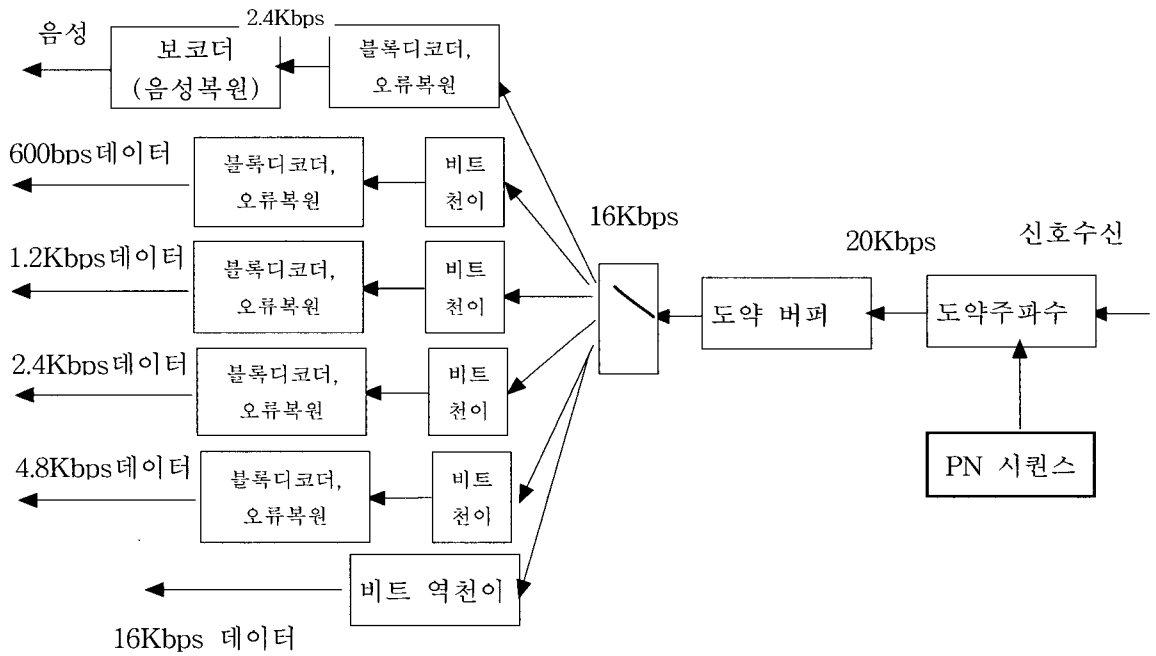 2.4Kbps
음성
보코더
(음성복원)
블록디코더,
오류복원
600bps데이터
블록디코더,
오류복원
비트
천이
16Kbps
1.2Kbps데이터
블록디코더,
오류복원
비트
천이
20Kbps
신호수신
도약 버퍼
도약주파수
2.4Kbps데이터
블록디코더,
오류복원
비트
천이
PN 시퀀스
4.8Kbps데이터
블록디코더,
오류복원
비트
천이
비트 역천이
16Kbps 데이터